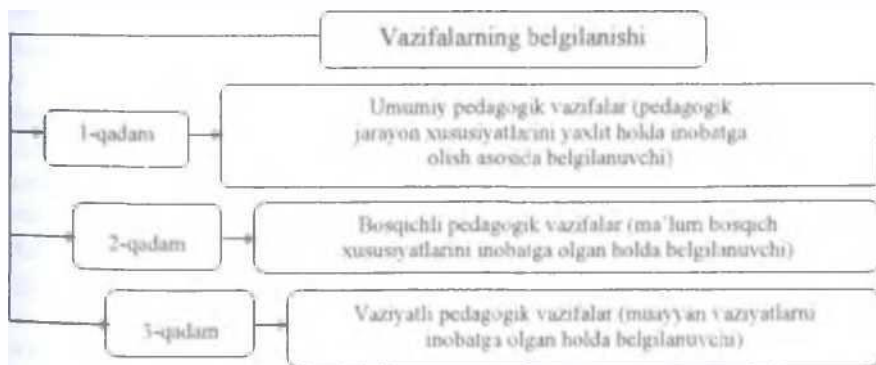 Vazifalarning belgilanishi
1-qadam
Umumiy pedagogik vazifalar (pedagogik
jarayon xususiyatlarini yaxlit holda inobatga
olish asosida belgilanuvchi)
2-qadam
Bosqichli pedagogik vazifalar (ma'lum bosqich
xususiyatlarini inobatga olgan holda belgilanuvchi)
3-qadam
Vaziyatli pedagogik vazifalar (muayyan vaziyatlarni
inobatga olgan holda belgilanuvchi)